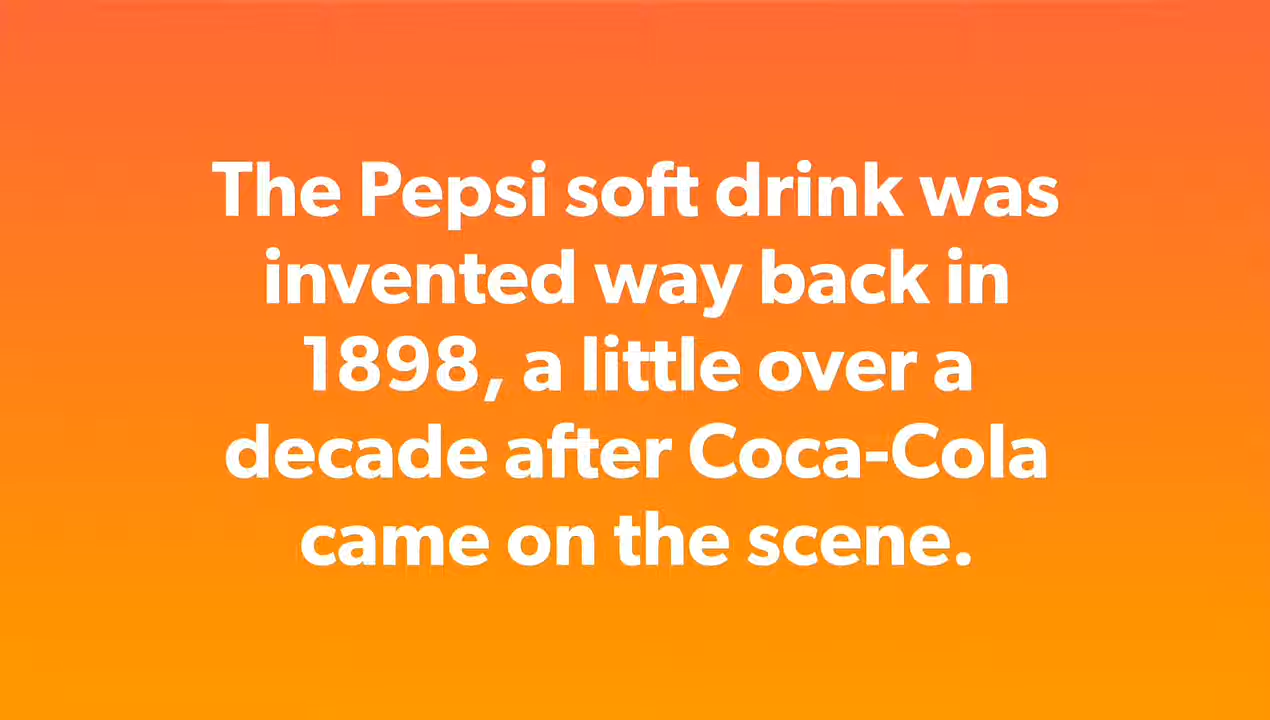 The Pepsi soft drink was
invented way back in
1898, a little over a
decade after Coca-Cola
came on the scene.